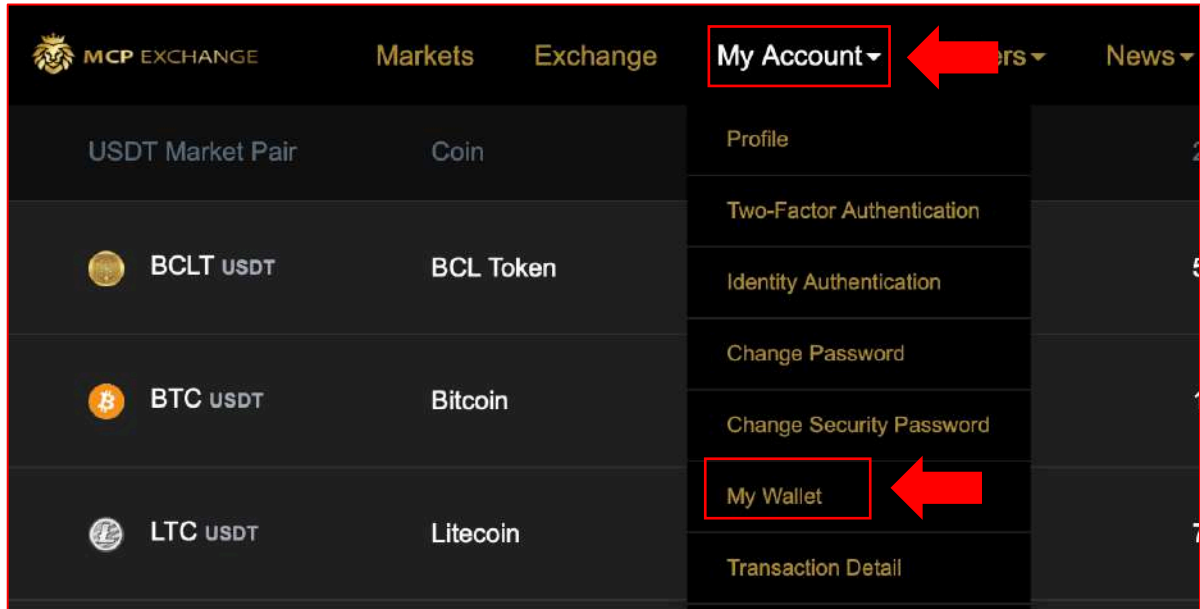 MCP EXCHANGE Markets Exchange My Account ers News
USDT Market Pair Coin
Profile
Two-Factor Authentication
BCLT USDT BCL Token
Identity Authentication
Change Password
BTC USDT Bitcoin
Change Security Password
My Wallet
LTC USDT Litecoin
Transaction Detail